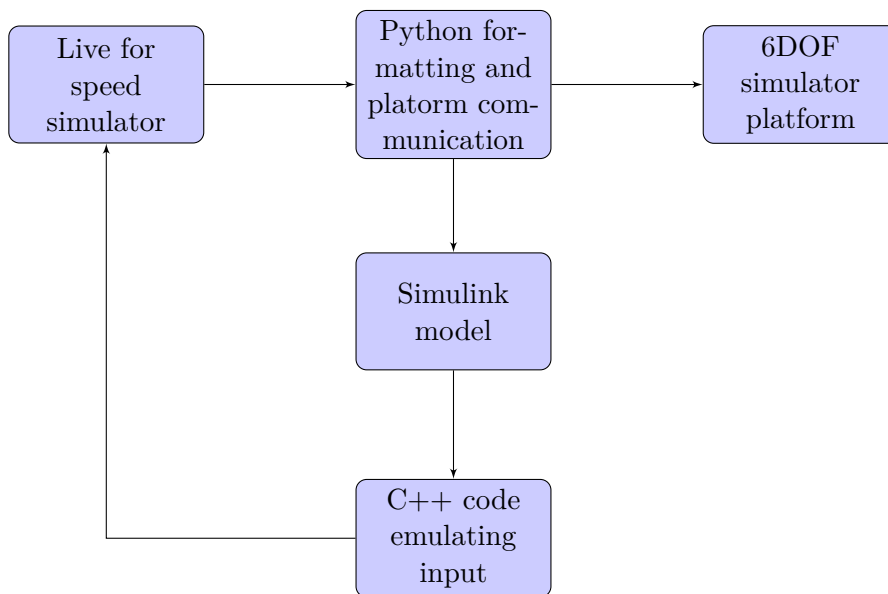 Live for
speed
simulator
Python for-
matting and
platorm com-
munication
6DOF
simulator
platform
Simulink
model
C++ code
emulating
input